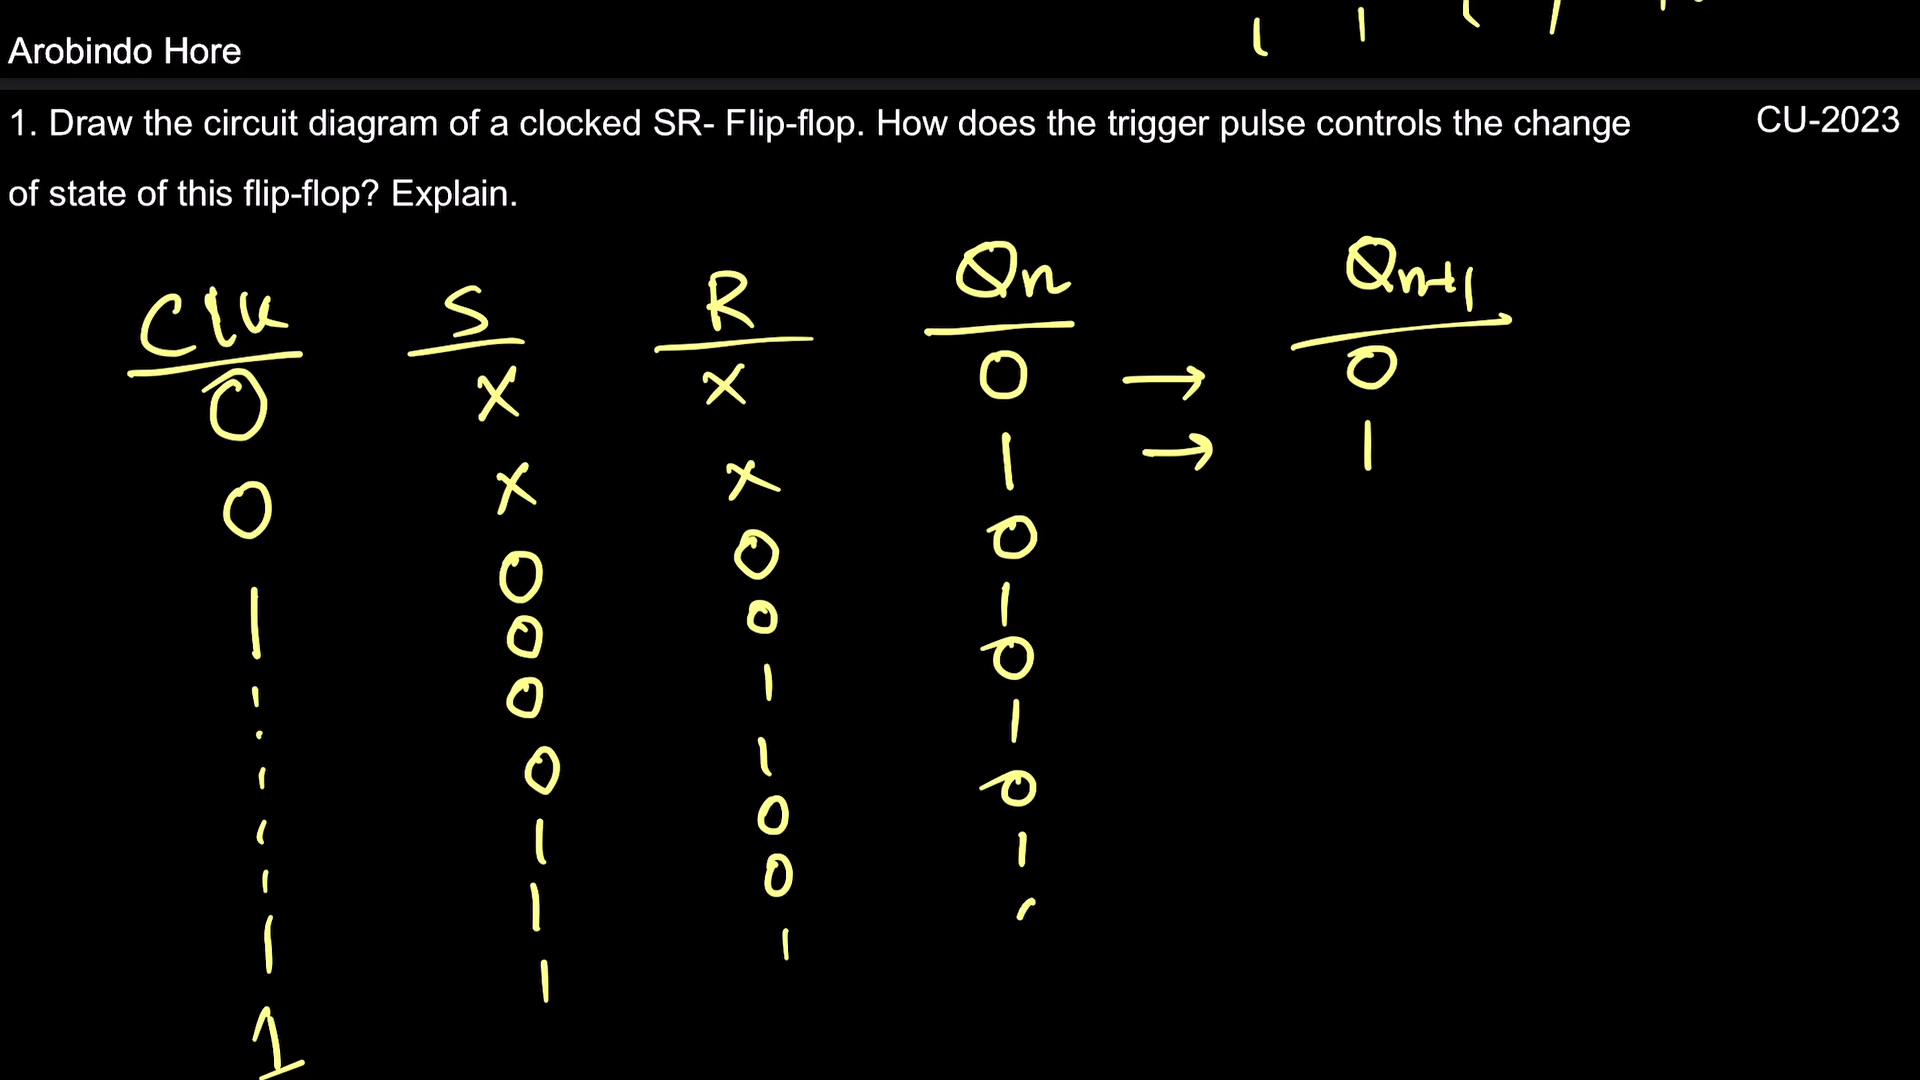 Arobindo Hore
1. Draw the circuit diagram of a clocked SR- Flip-flop. How does the trigger pulse controls the change CU-2023
of state of this flip-flop? Explain.
Clk S R Qn Qn+1
0 X X 0 → 0
0 X X 1 → 1
1 0 0 0
1 0 0 1
1 0 1 0
1 0 1 1
1 1 0 0
1 1 0 1
1 1 1
1